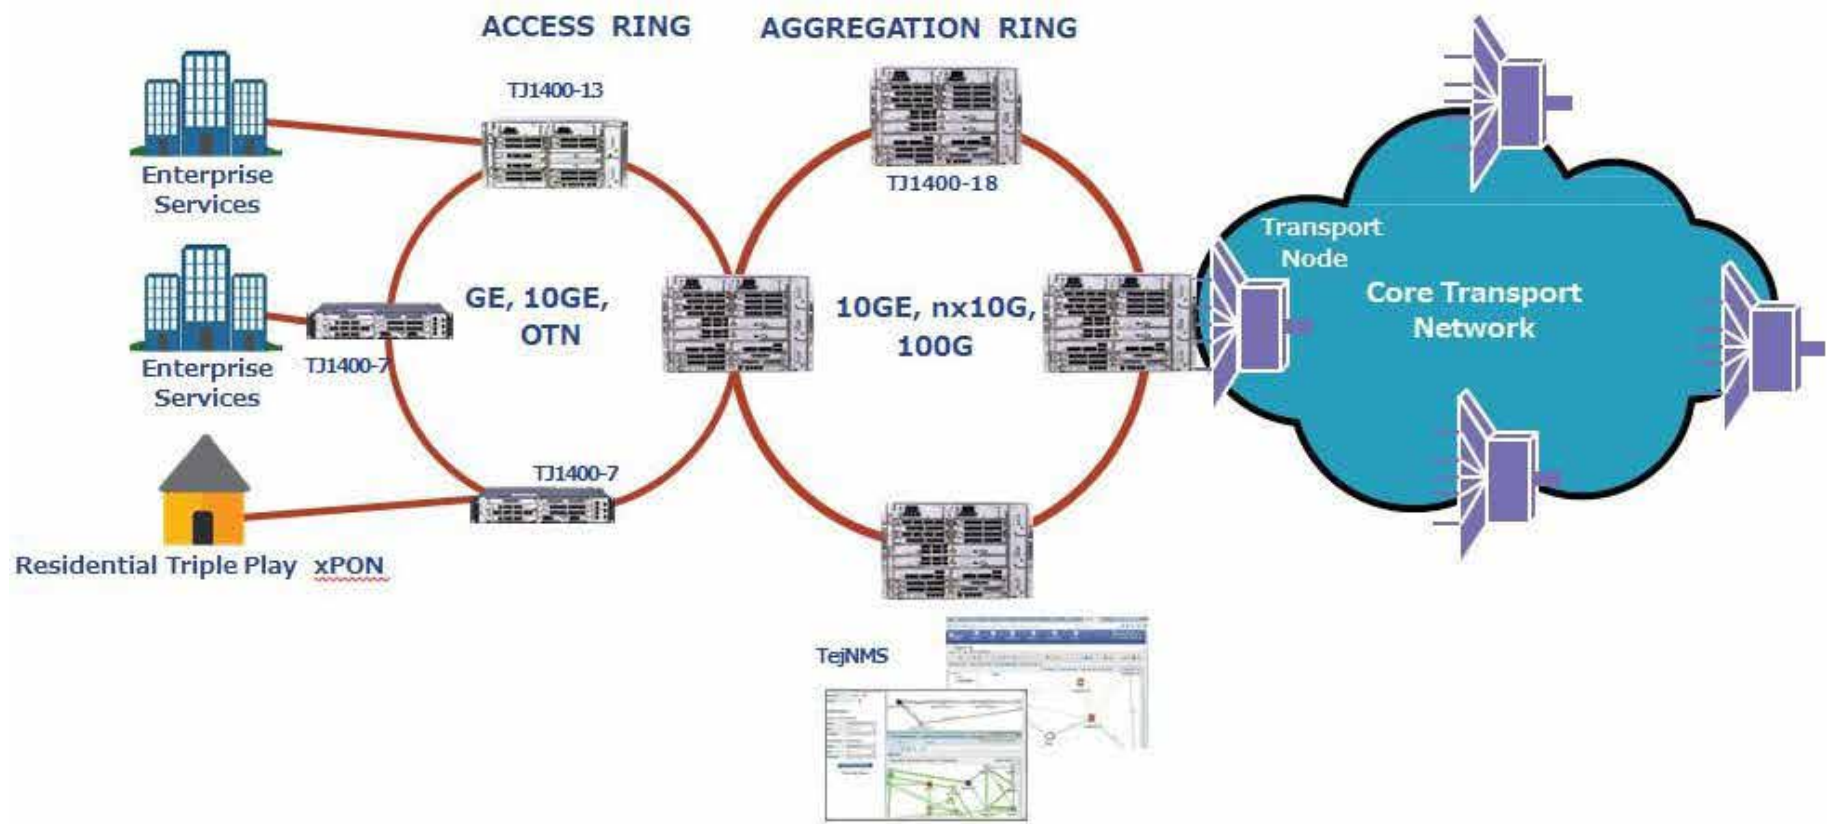 ACCESS RING
AGGREGATION RING
TJ1400-13
TJ1400-18
Enterprise
Services
Transport
Node
GE, 10GE,
OTN
10GE, nx10G,
100G
Core Transport
Network
TJ1400-7
Enterprise
Services
TJ1400-7
Residential Triple Play xPON
TejNMS